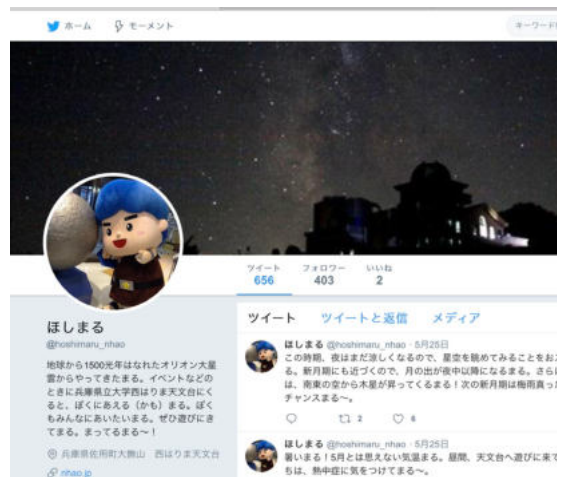 ホーム
モーメント
キーワード
ツイート
656
フォロワー
403
いいね
2
ほしまる
@hoshimaru_nhao
地球から1500光年はなれたオリオン大星
雲からやってきたまる。イベントなどの
ときに兵庫県立大学西はりま天文台にく
ると、ぼくにあえる（かも）まる。ぼく
もみんなにあいたいまる。ぜひ遊びにき
てまる。まってるまる〜！
兵庫県佐用町大撫山 西はりま天文台
nhao.jp
ツイート ツイートと返信 メディア
ほしまる @hoshimaru_nhao · 5月25日
この時期、夜はまだ涼しくなるので、星空を眺めてみることをお
る。新月期にも近づくので、月の出が夜中以降になるまる。さら
は、南東の空から木星が昇ってくるまる！次の新月期は梅雨真っ
チャンスまる〜。
2
6
ほしまる @hoshimaru_nhao · 5月25日
暑いまる！5月とは思えない気温まる。昼間、天文台へ遊びに来て
ちは、熱中症に気をつけてまる〜。